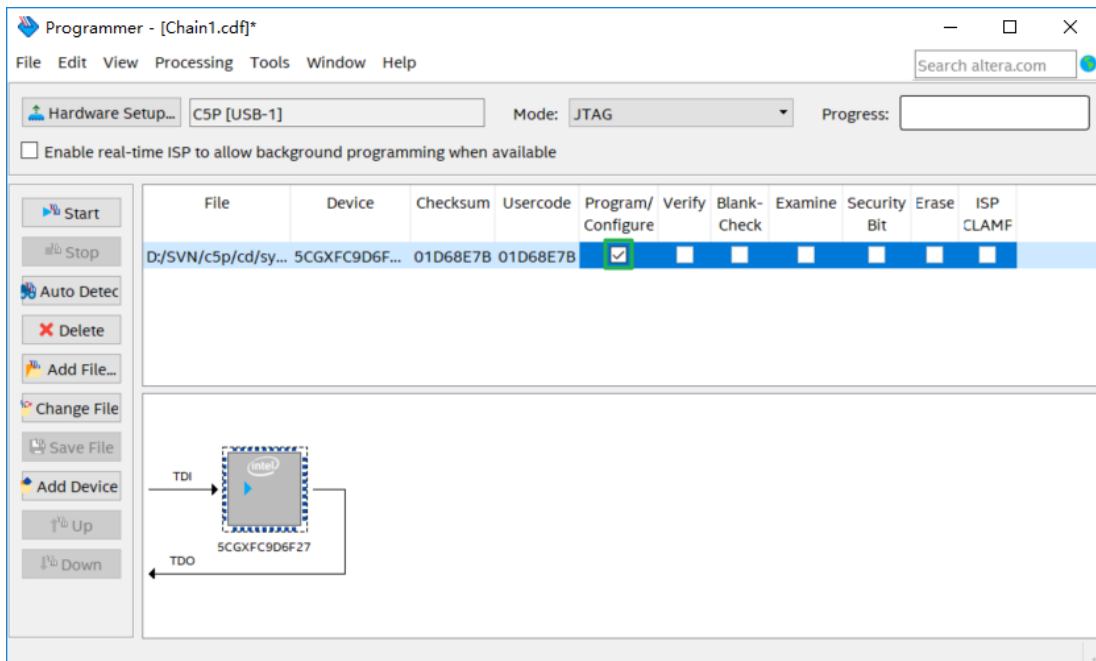 Programmer - [Chain1.cdf]*
File Edit View Processing Tools Window Help
Search altera.com
Hardware Setup... C5P [USB-1] Mode: JTAG Progress:
Enable real-time ISP to allow background programming when available
Start
Stop
Auto Detec
Delete
Add File...
Change File
Save File
Add Device
Up
Down
File Device Checksum Usercode Program/ Verify Blank- Examine Security Erase ISP
Configure Check Bit CLAMP
D:/SVN/c5p/cd/sy... 5CGXFC9D6F... 01D68E7B 01D68E7B
TDI
intel
5CGXFC9D6F27
TDO